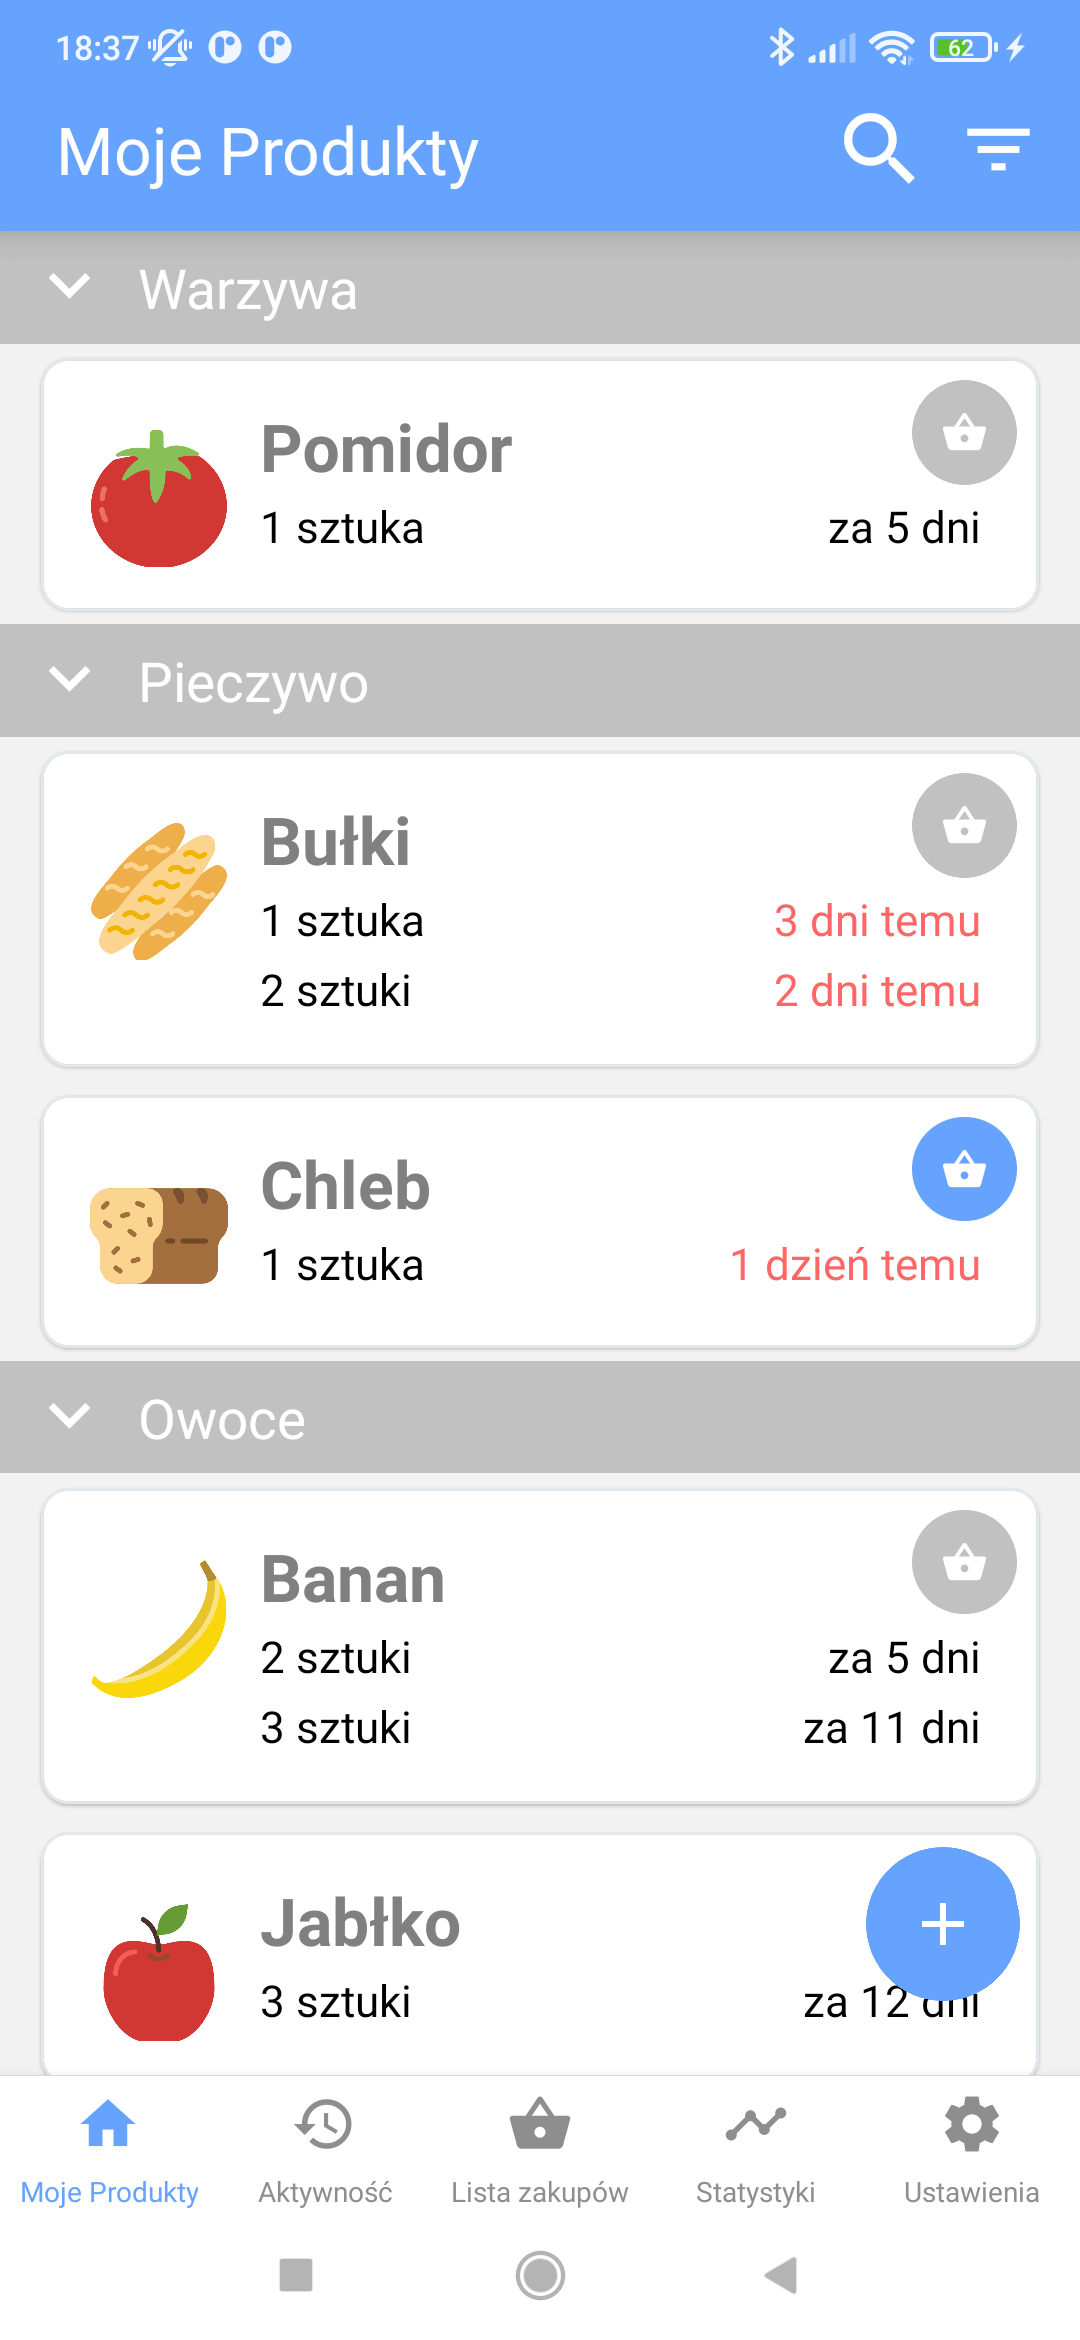 18:37
62
Moje Produkty
Warzywa
Pomidor
1 sztuka za 5 dni
Pieczywo
Bułki
1 sztuka 3 dni temu
2 sztuki 2 dni temu
Chleb
1 sztuka 1 dzień temu
Owoce
Banan
2 sztuki za 5 dni
3 sztuki za 11 dni
Jabłko
3 sztuki za 12 dni
Moje Produkty Aktywność Lista zakupów Statystyki Ustawienia